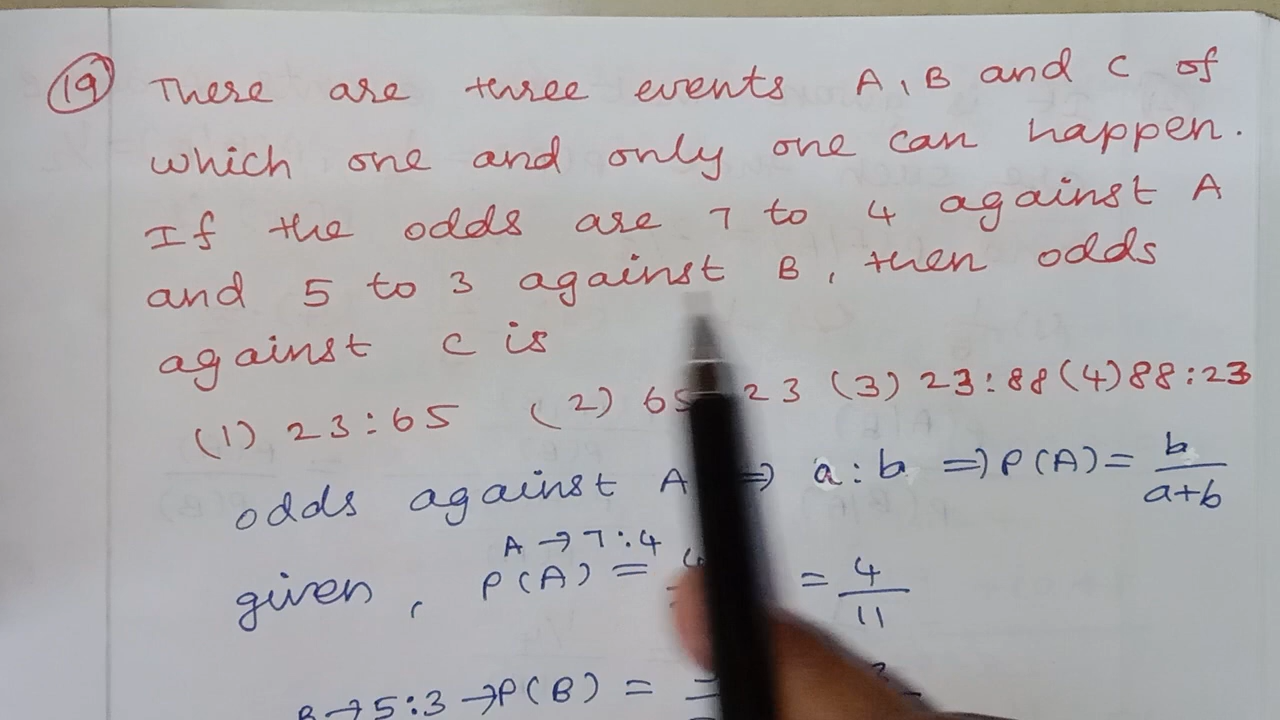 19 There are three events A, B and C of
which one and only one can happen.
If the odds are 7 to 4 against A
and 5 to 3 against B, then odds
against C is
(1) 23:65 (2) 65 23 (3) 23:88 (4) 88:23
odds against A ⇒ a:b ⇒ P(A) = b/a+b
A → 7:4
given, P(A) = = 4/11
B → 5:3 → P(B) =